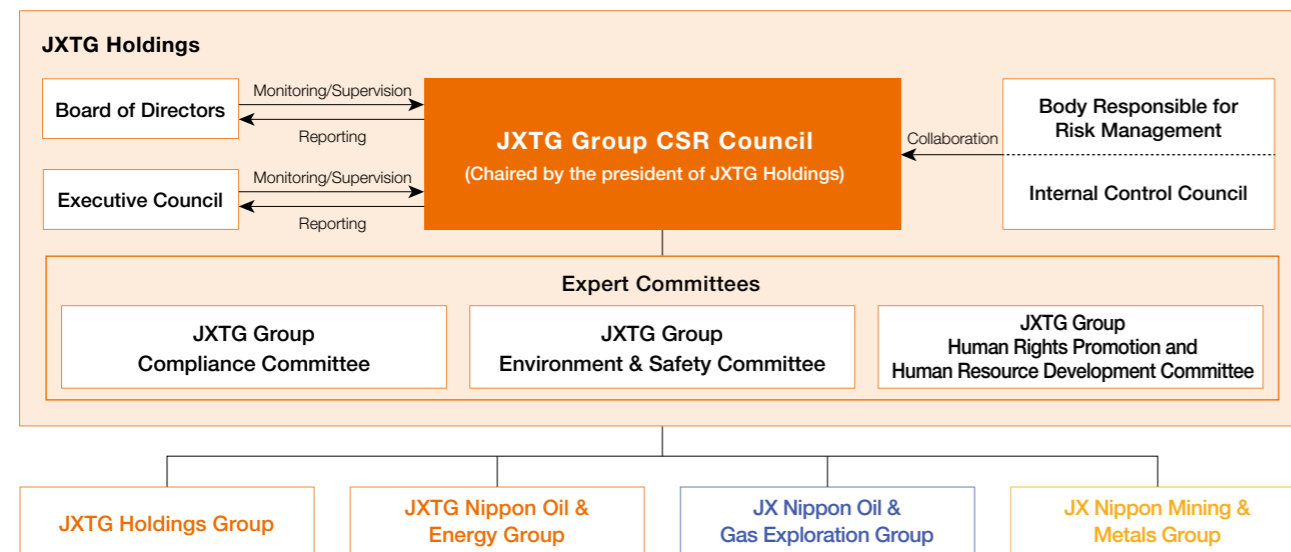 JXTG Holdings
Board of Directors
Monitoring/Supervision
Reporting
JXTG Group CSR Council
(Chaired by the president of JXTG Holdings)
Collaboration
Body Responsible for
Risk Management
Internal Control Council
Executive Council
Monitoring/Supervision
Reporting
Expert Committees
JXTG Group
Compliance Committee
JXTG Group
Environment & Safety Committee
JXTG Group
Human Rights Promotion and
Human Resource Development Committee
JXTG Holdings Group
JXTG Nippon Oil &
Energy Group
JX Nippon Oil &
Gas Exploration Group
JX Nippon Mining &
Metals Group